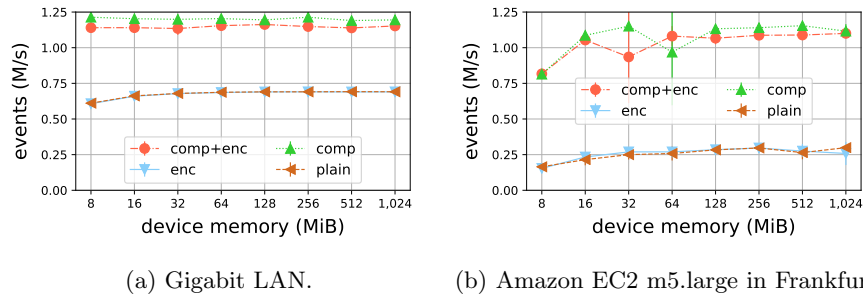 1.25
1.00
0.75
0.50
0.25
0.00
events (M/s)
comp+enc
enc
comp
plain
8 16 32 64 128 256 512 1,024
device memory (MiB)
(a) Gigabit LAN.
1.25
1.00
0.75
0.50
0.25
0.00
events (M/s)
comp+enc
enc
comp
plain
8 16 32 64 128 256 512 1,024
device memory (MiB)
(b) Amazon EC2 m5.large in Frankfur